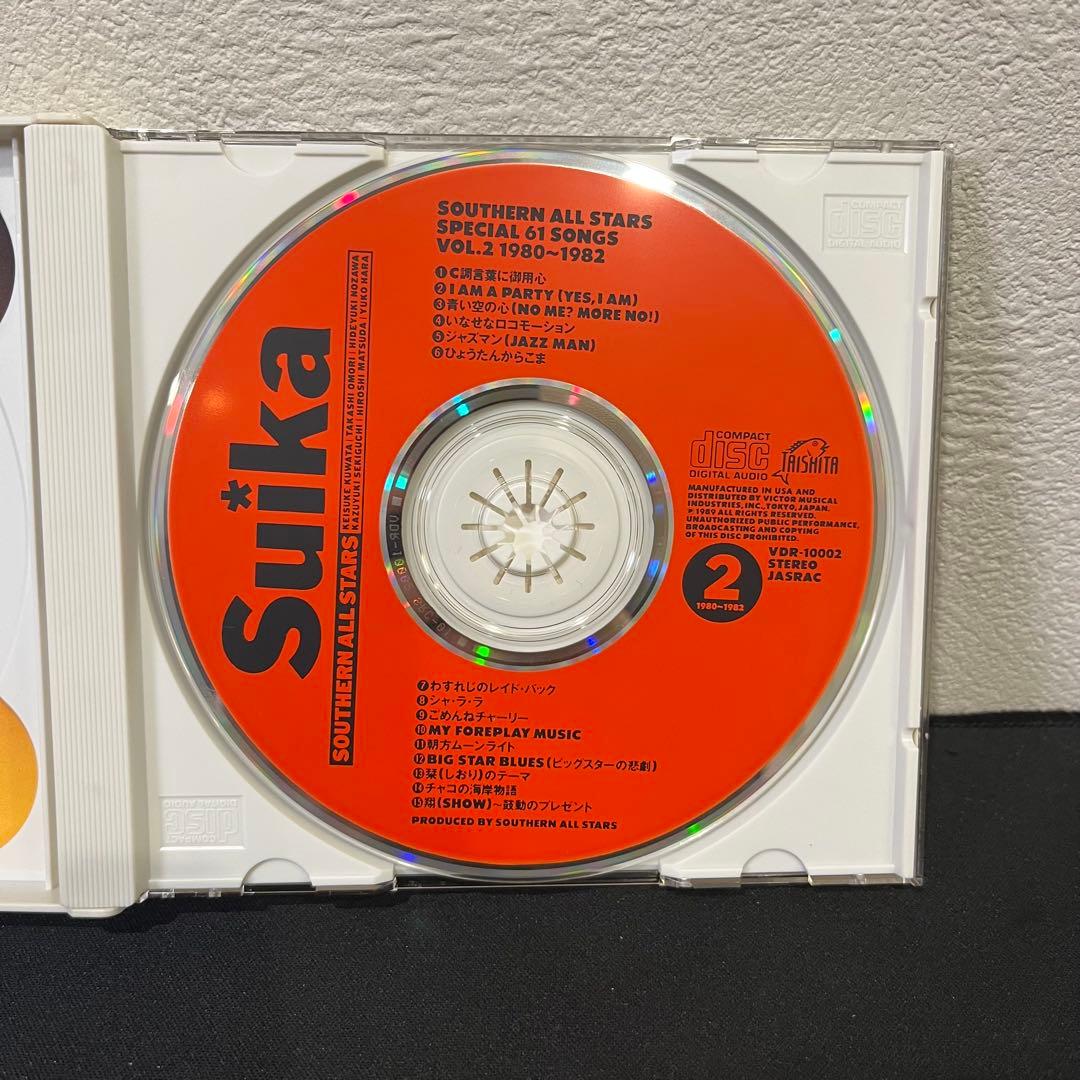 SOUTHERN ALL STARS
SPECIAL 61 SONGS
VOL.2 1980~1982
①C調言葉に御用心
②I AM A PARTY (YES, I AM)
③青い空の心(NO ME? MORE NO!)
④いなせなロコモーション
⑤ジャズマン(JAZZ MAN)
⑥ひょうたんからこま
Suika
SOUTHERN ALL STARS
KEISUKE KUWATA | TAKASHI OMORI | HIDEYUKI NOZAWA
KAZUYUKI SEKIGUCHI | HIROSHI MATSUDA | YUKO HARA
COMPACT
disc
DIGITAL AUDIO
TAISHITA
MANUFACTURED IN USA AND
DISTRIBUTED BY VICTOR MUSICAL
INDUSTRIES, INC., TOKYO, JAPAN.
℗ 1989 ALL RIGHTS RESERVED.
UNAUTHORIZED PUBLIC PERFORMANCE,
BROADCASTING AND COPYING
OF THIS DISC PROHIBITED.
VDR-10002
STEREO
JASRAC
2
1980~1982
⑦わすれじのレイド・バック
⑧シャ・ラ・ラ
⑨ごめんねチャーリー
⑩MY FOREPLAY MUSIC
⑪朝方ムーンライト
⑫BIG STAR BLUES(ビッグスターの悲劇)
⑬栞(しおり)のテーマ
⑭チャコの海岸物語
⑮翔(SHOW)~鼓動のプレゼント
PRODUCED BY SOUTHERN ALL STARS
COMPACT
disc
DIGITAL AUDIO
COMPACT
disc
DIGITAL AUDIO